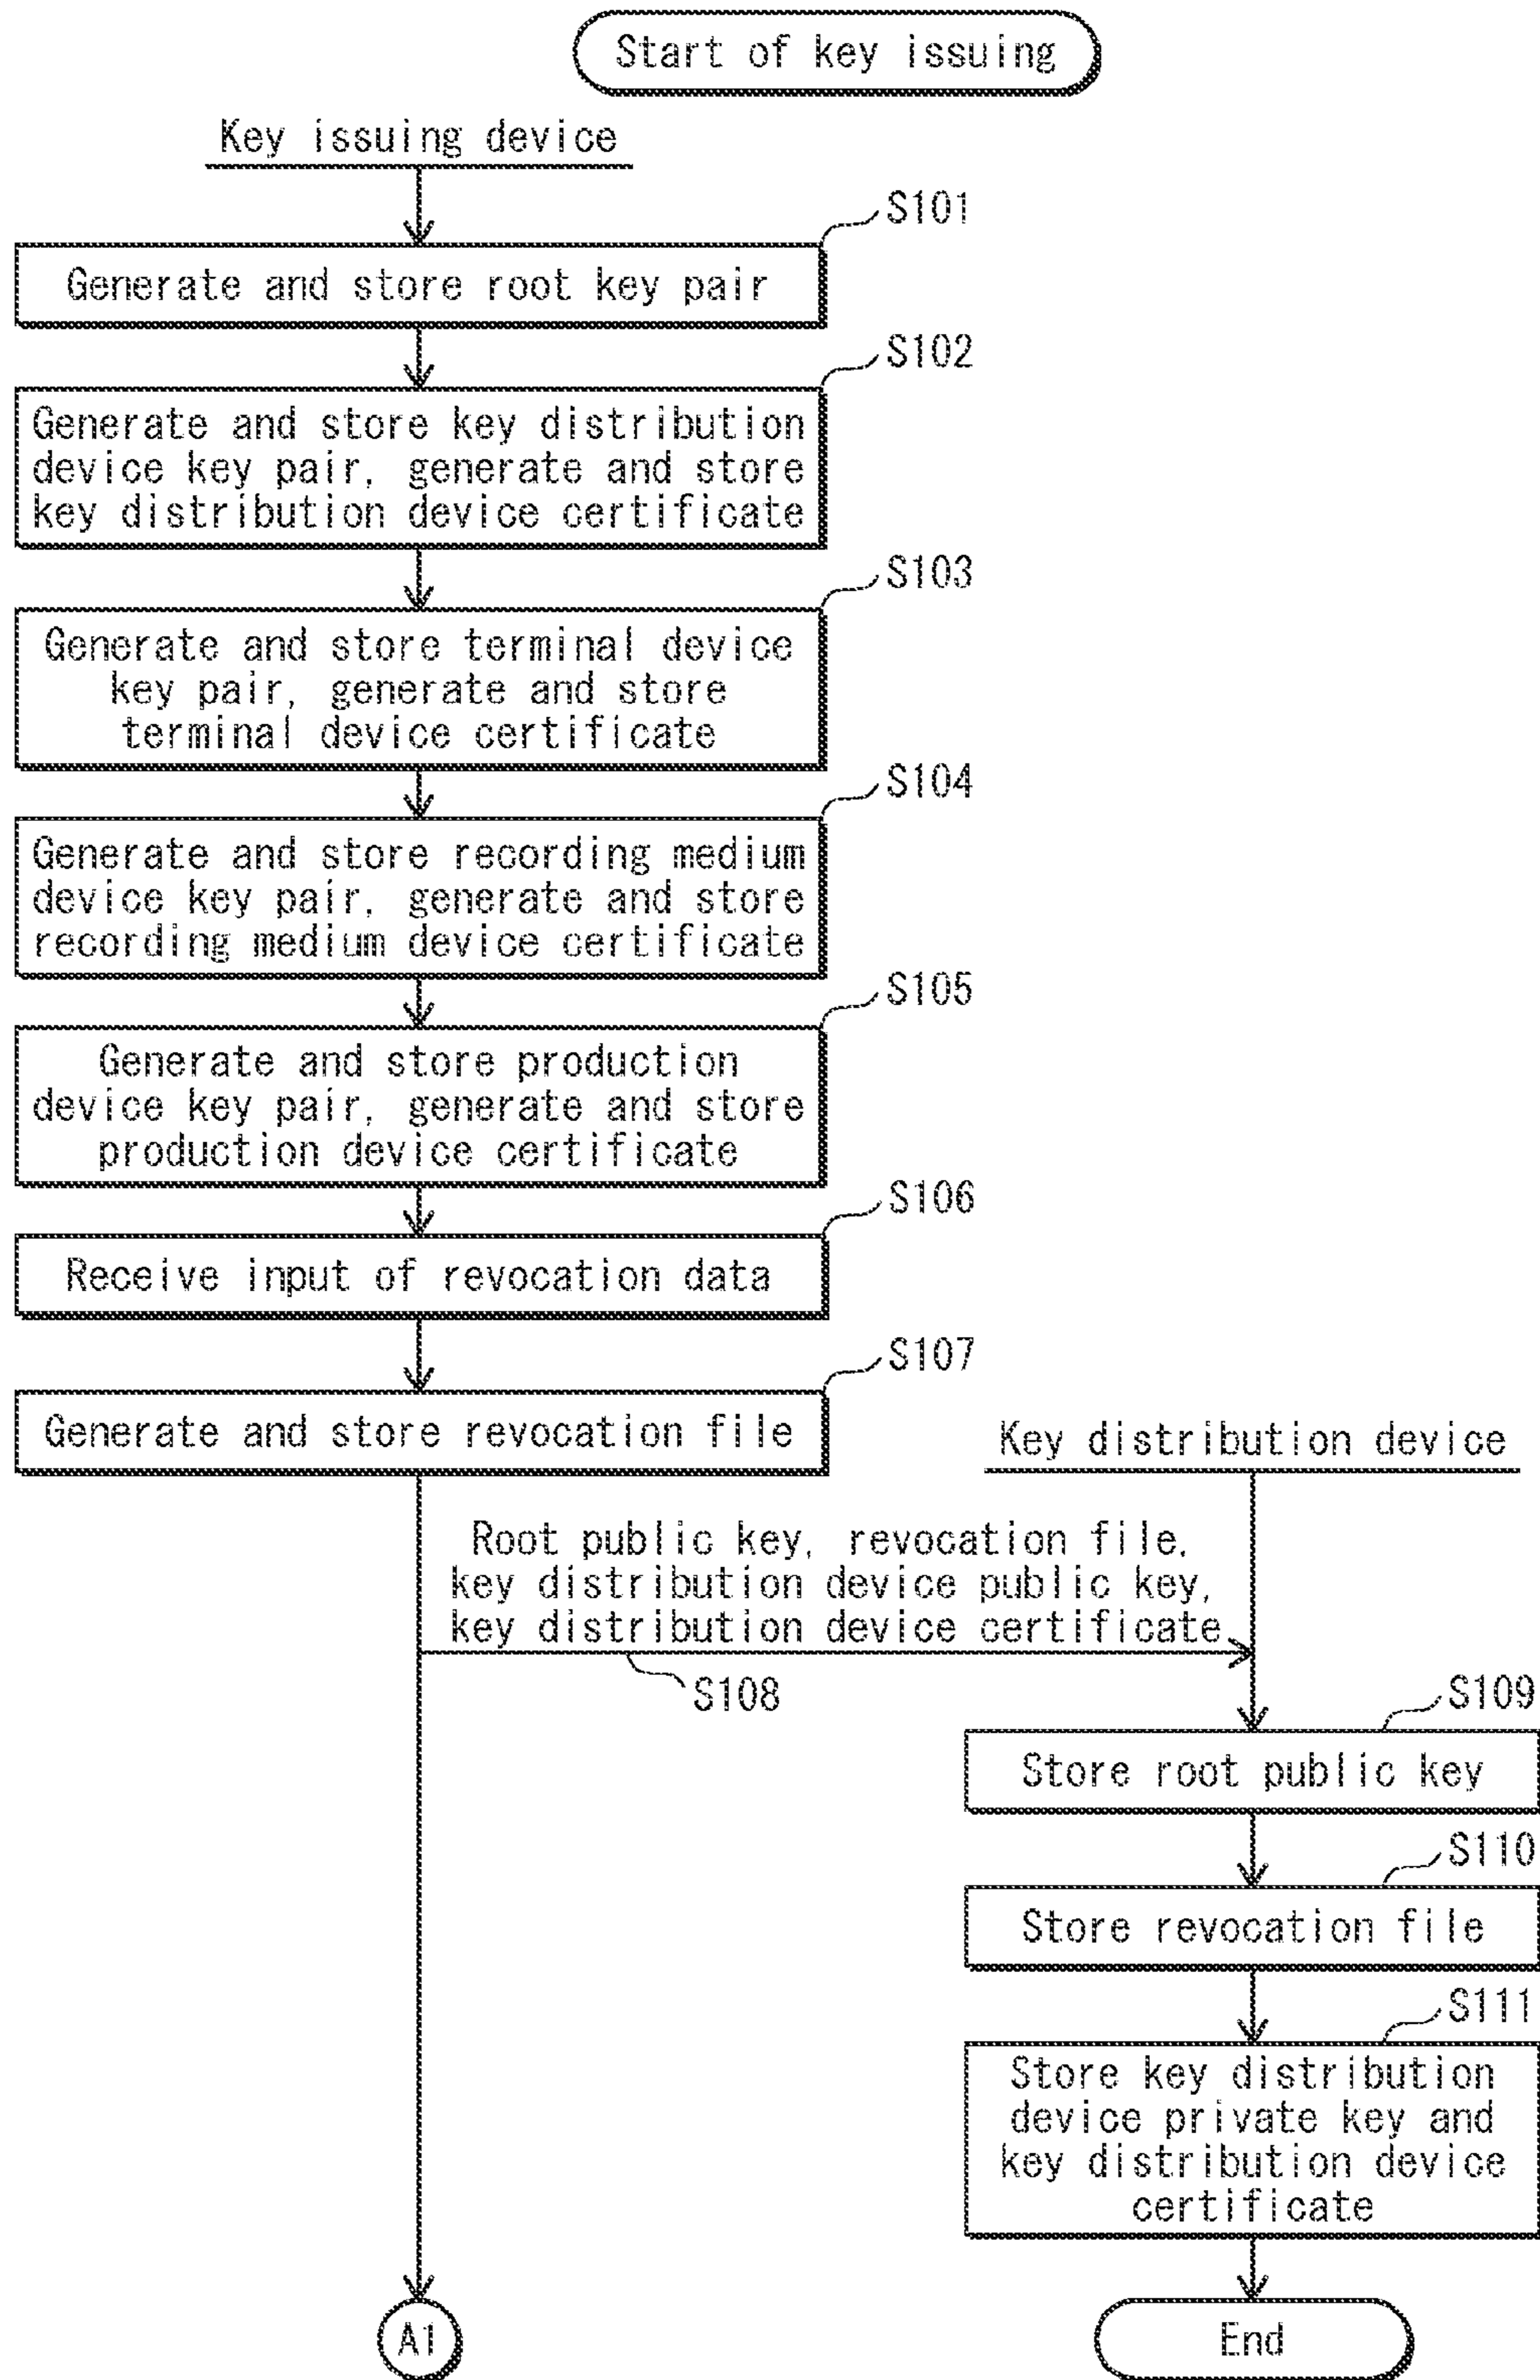 Start of key issuing
Key issuing device
S101
Generate and store root key pair
S102
Generate and store key distribution
device key pair, generate and store
key distribution device certificate
S103
Generate and store terminal device
key pair, generate and store
terminal device certificate
S104
Generate and store recording medium
device key pair, generate and store
recording medium device certificate
S105
Generate and store production
device key pair, generate and store
production device certificate
S106
Receive input of revocation data
S107
Generate and store revocation file
Key distribution device
Root public key, revocation file,
key distribution device public key,
key distribution device certificate
S108
S109
Store root public key
S110
Store revocation file
S111
Store key distribution
device private key and
key distribution device
certificate
A1
End